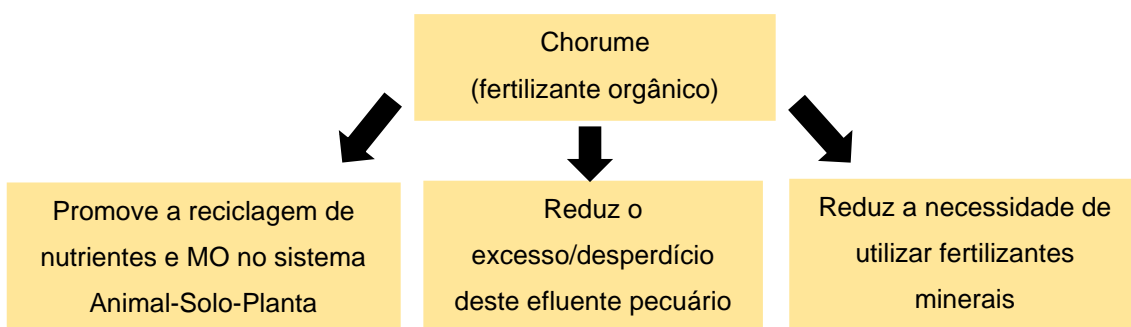 Chorume
(fertilizante orgânico)
Promove a reciclagem de
nutrientes e MO no sistema
Animal-Solo-Planta
Reduz o
excesso/desperdício
deste efluente pecuário
Reduz a necessidade de
utilizar fertilizantes
minerais